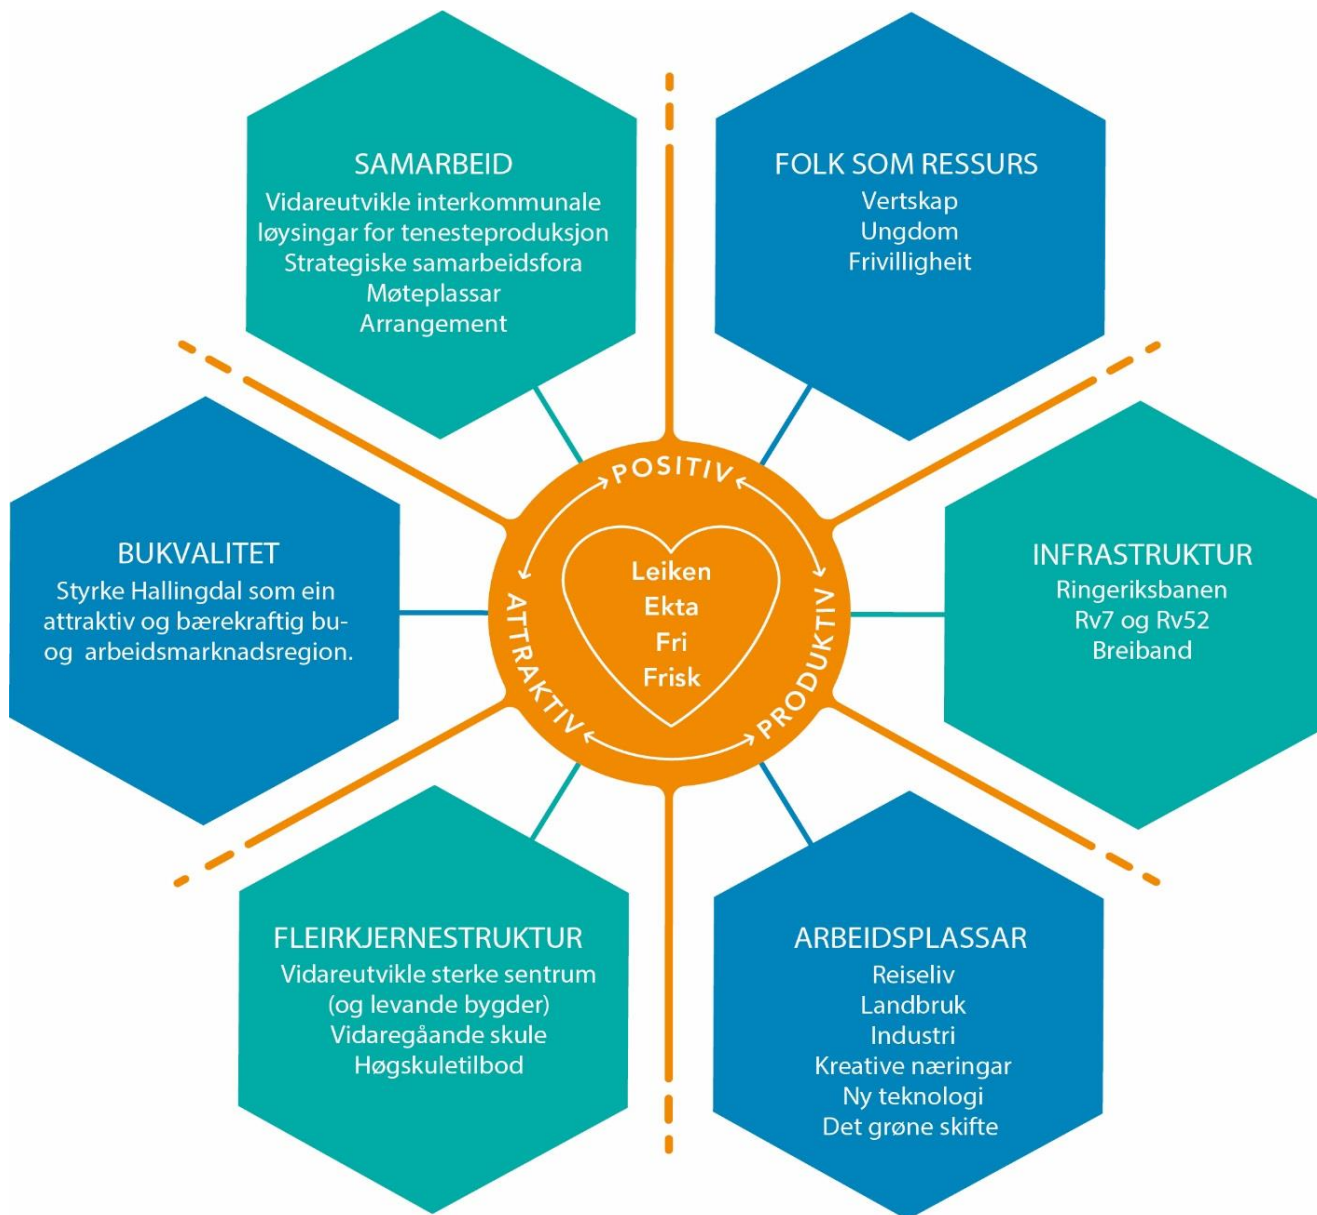 SAMARBEID
Vidareutvikle interkommunale
løysingar for tenesteproduksjon
Strategiske samarbeidsfora
Møteplassar
Arrangement
FOLK SOM RESSURS
Vertskap
Ungdom
Frivilligheit
BUKVALITET
Styrke Hallingdal som ein
attraktiv og bærekraftig bu-
og arbeidsmarknadsregion.
POSITIV
ATTRAKTIV
PRODUKTIV
Leiken
Ekta
Fri
Frisk
INFRASTRUKTUR
Ringeriksbanen
Rv7 og Rv52
Breiband
FLEIRKJERNESTRUKTUR
Vidareutvikle sterke sentrum
(og levande bygder)
Vidaregåande skule
Høgskuletilbod
ARBEIDSPLASSAR
Reiseliv
Landbruk
Industri
Kreative næringar
Ny teknologi
Det grøne skifte